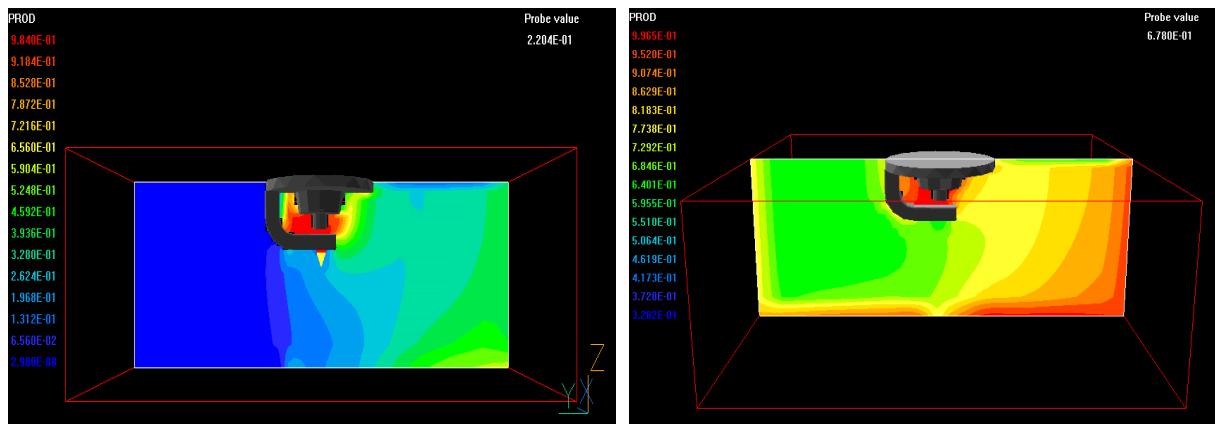 PROD
Probe value
9.840E-01
2.204E-01
9.184E-01
8.528E-01
7.872E-01
7.216E-01
6.560E-01
5.904E-01
5.248E-01
4.592E-01
3.936E-01
3.280E-01
2.624E-01
1.968E-01
1.312E-01
6.560E-02
Z
X
Y
PROD
Probe value
9.965E-01
6.780E-01
9.520E-01
9.074E-01
8.629E-01
8.183E-01
7.738E-01
7.292E-01
6.846E-01
6.401E-01
5.955E-01
5.510E-01
5.064E-01
4.619E-01
4.173E-01
3.728E-01
3.282E-01